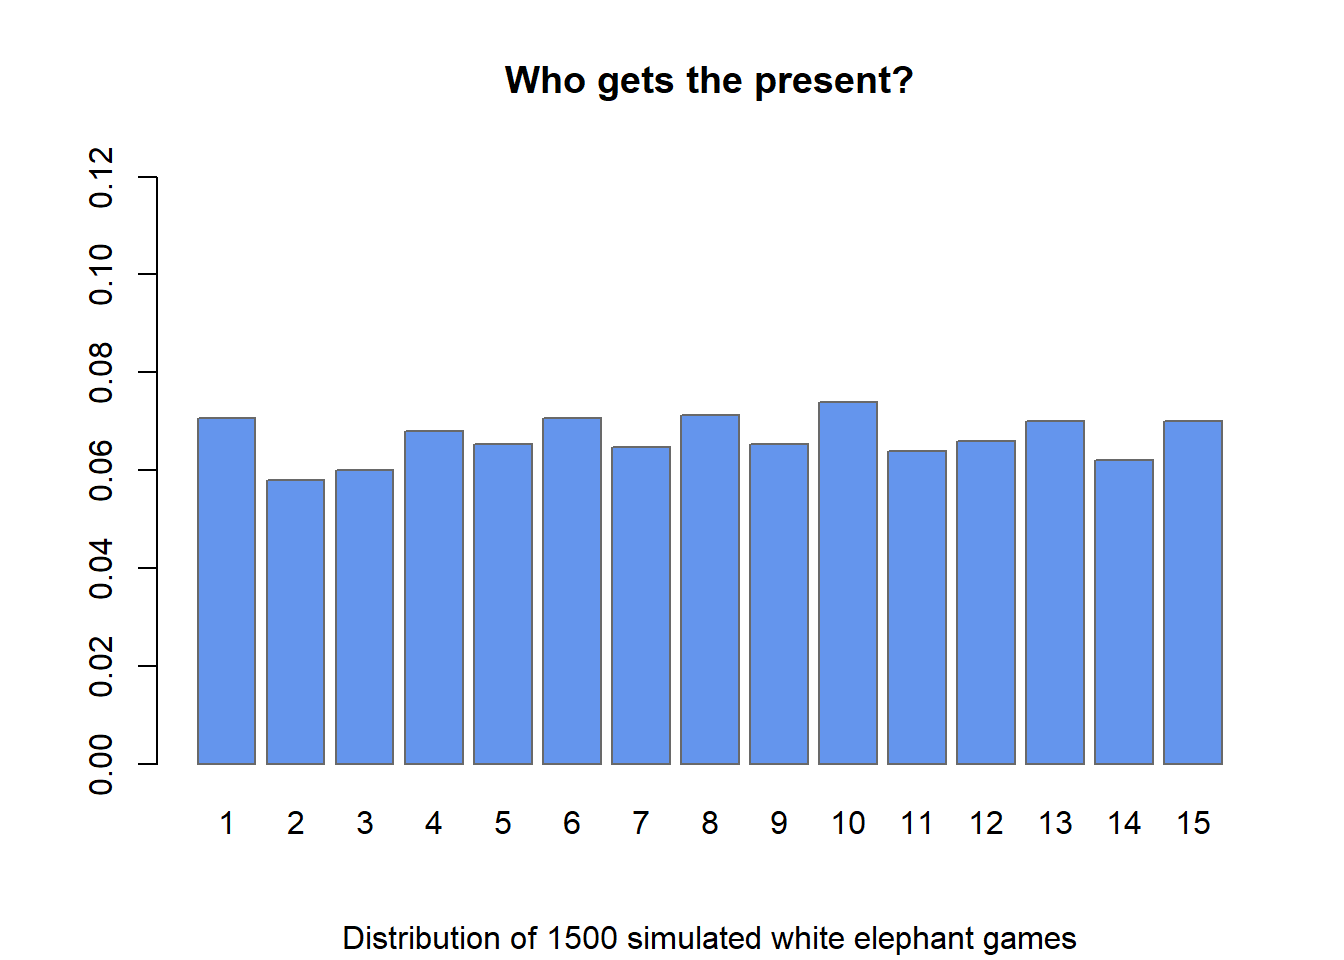 Who gets the present?
0.12
0.10
0.08
0.06
0.04
0.02
0.00
1 2 3 4 5 6 7 8 9 10 11 12 13 14 15
Distribution of 1500 simulated white elephant games